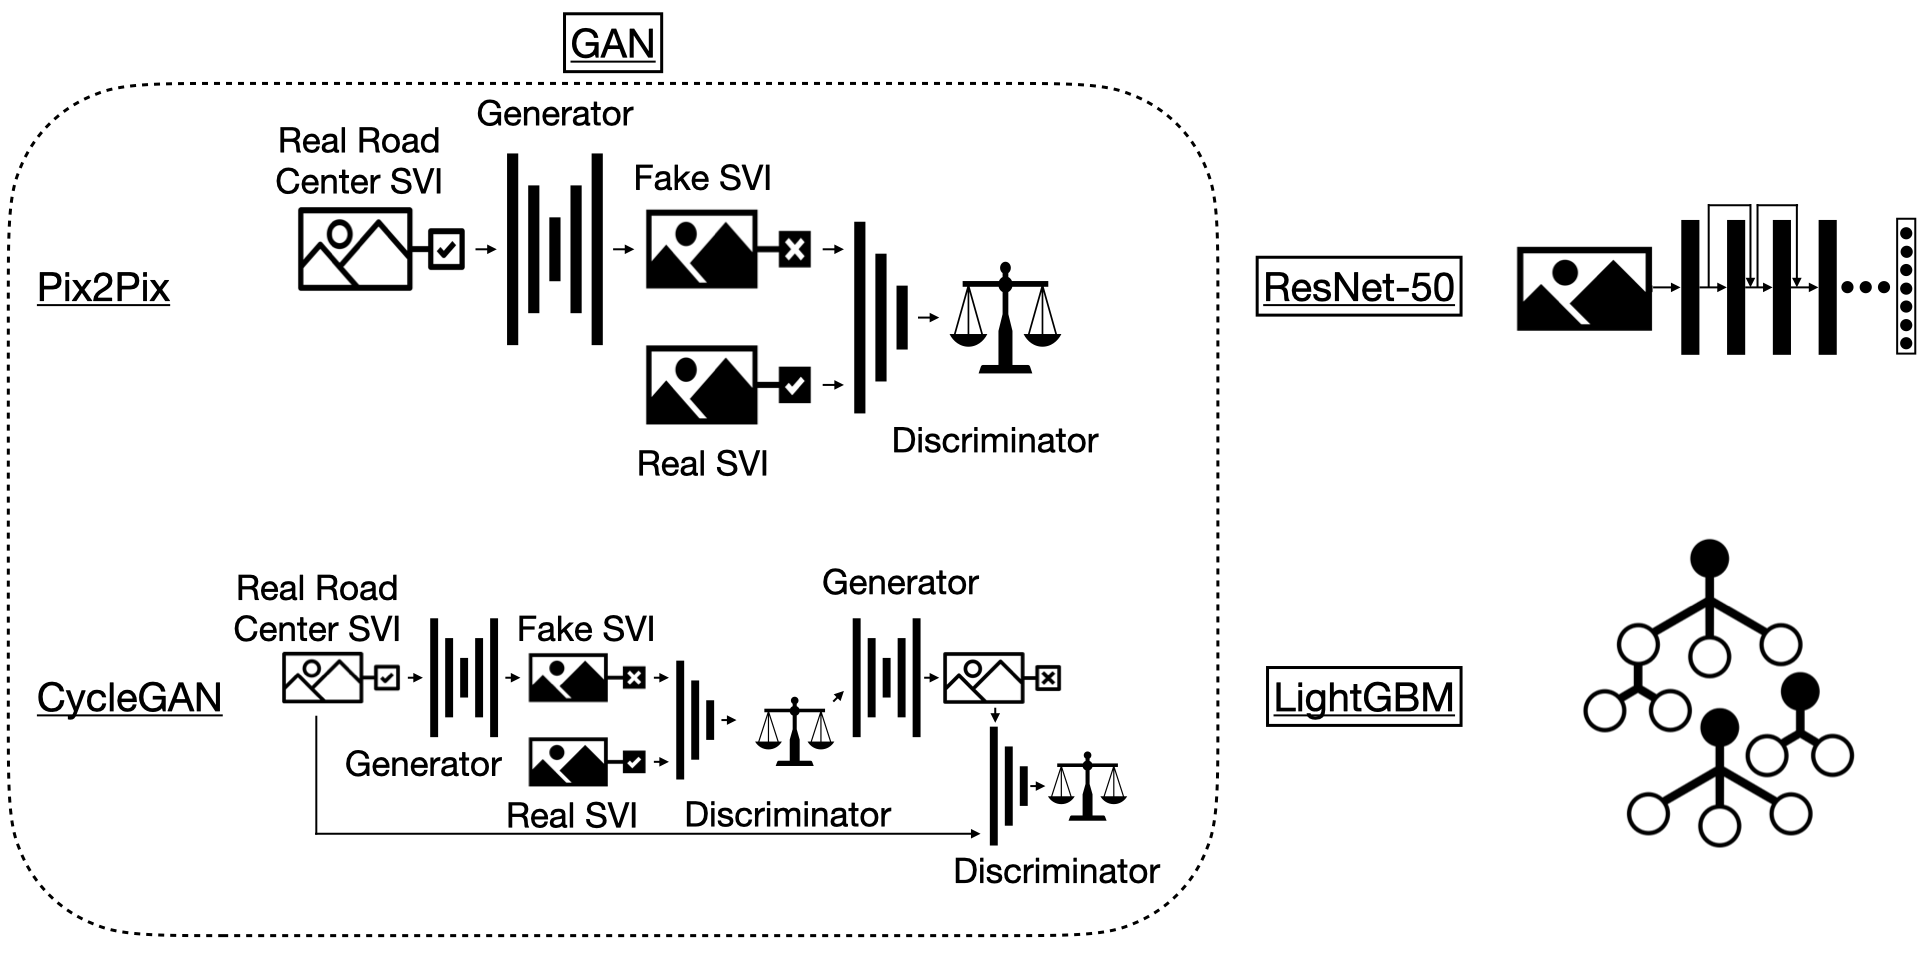 GAN
Generator
Real Road
Center SVI
Fake SVI
Pix2Pix
Real SVI
Discriminator
ResNet-50
Generator
Real Road
Center SVI
Fake SVI
CycleGAN
Generator
Real SVI
Discriminator
Discriminator
LightGBM